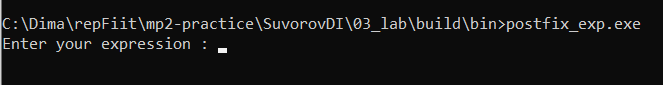 C:\Dima\repFiit\mp2-practice\SuvorovDI\03_lab\build\bin>postfix_exp.exe
Enter your expression :